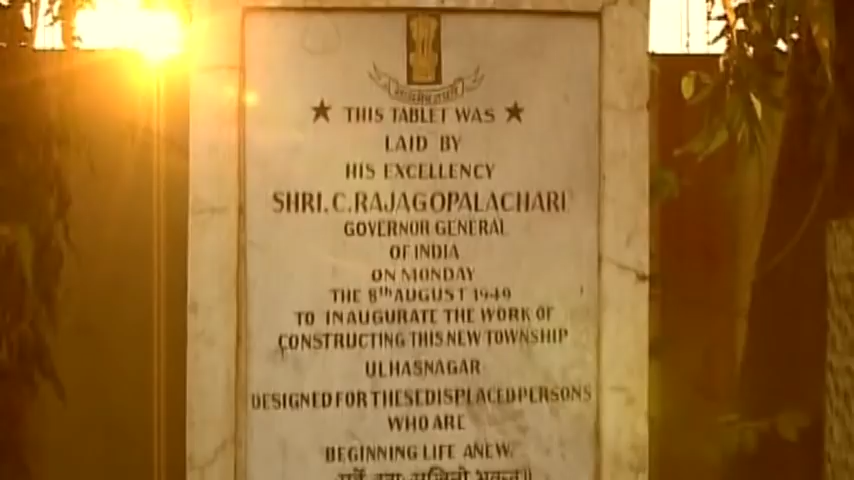 THIS TABLET WAS
LAID BY
HIS EXCELLENCY
SHRI. C. RAJAGOPALACHARI
GOVERNOR GENERAL
OF INDIA
ON MONDAY
THE 8th AUGUST 1949
TO INAUGURATE THE WORK OF
CONSTRUCTING THIS NEW TOWNSHIP
ULHASNAGAR
DESIGNED FOR THESE DISPLACED PERSONS
WHO ARE
BEGINNING LIFE ANEW.